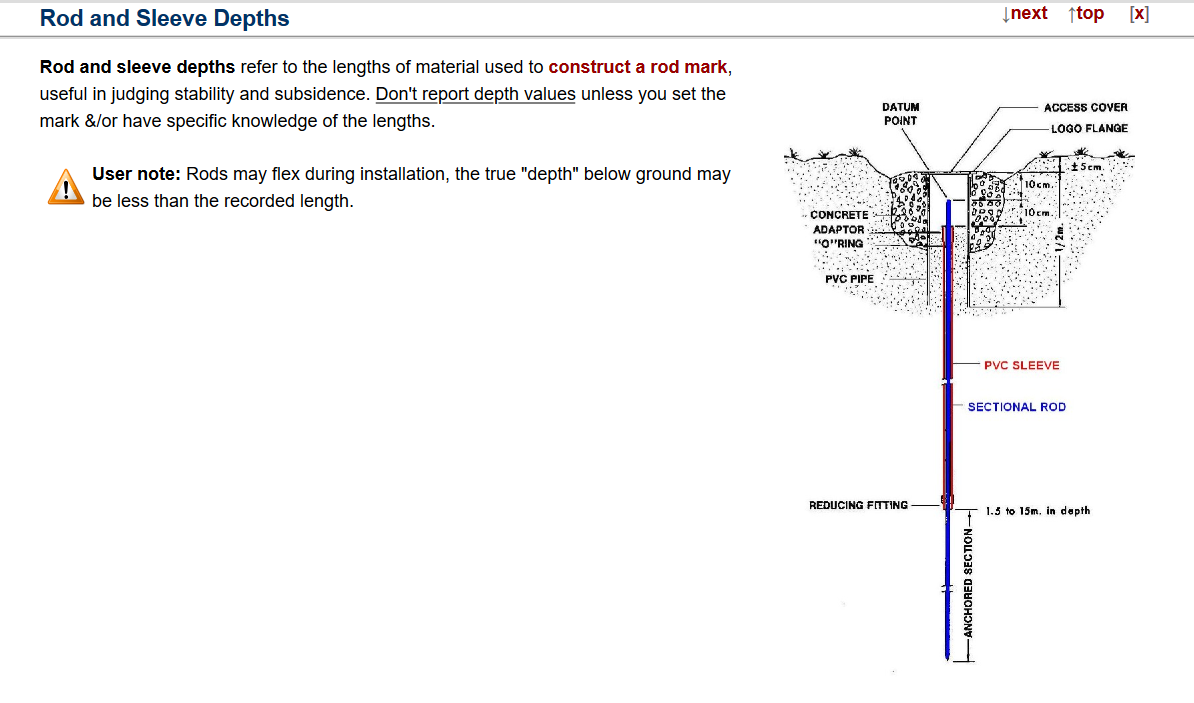 Rod and Sleeve Depths
↓next ↑top [x]
Rod and sleeve depths refer to the lengths of material used to construct a rod mark,
useful in judging stability and subsidence. Don't report depth values unless you set the
mark &/or have specific knowledge of the lengths.
User note: Rods may flex during installation, the true "depth" below ground may
be less than the recorded length.
DATUM
POINT
ACCESS COVER
LOGO FLANGE
±5cm.
10cm.
10cm.
1/2m.
CONCRETE
ADAPTOR
"O"RING
PVC PIPE
PVC SLEEVE
SECTIONAL ROD
REDUCING FITTING
1.5 to 15m. in depth
ANCHORED SECTION